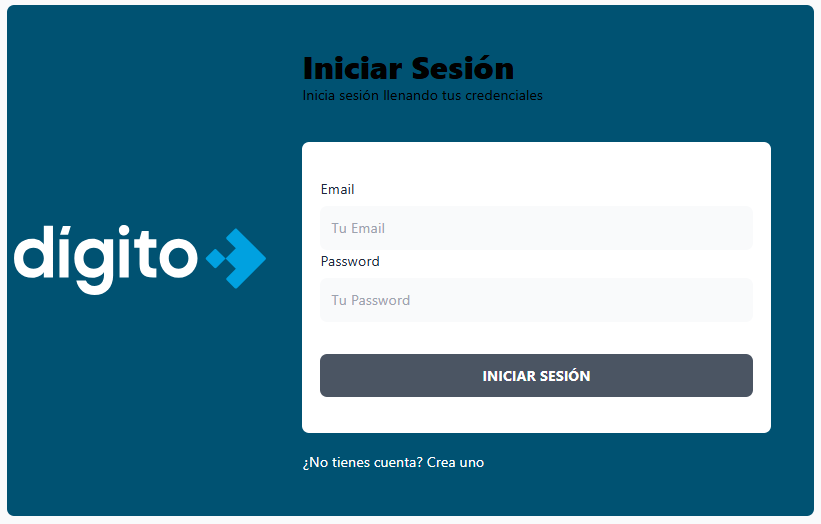 Iniciar Sesión
Inicia sesión llenando tus credenciales
dígito
Email
Tu Email
Password
Tu Password
INICIAR SESIÓN
¿No tienes cuenta? Crea uno